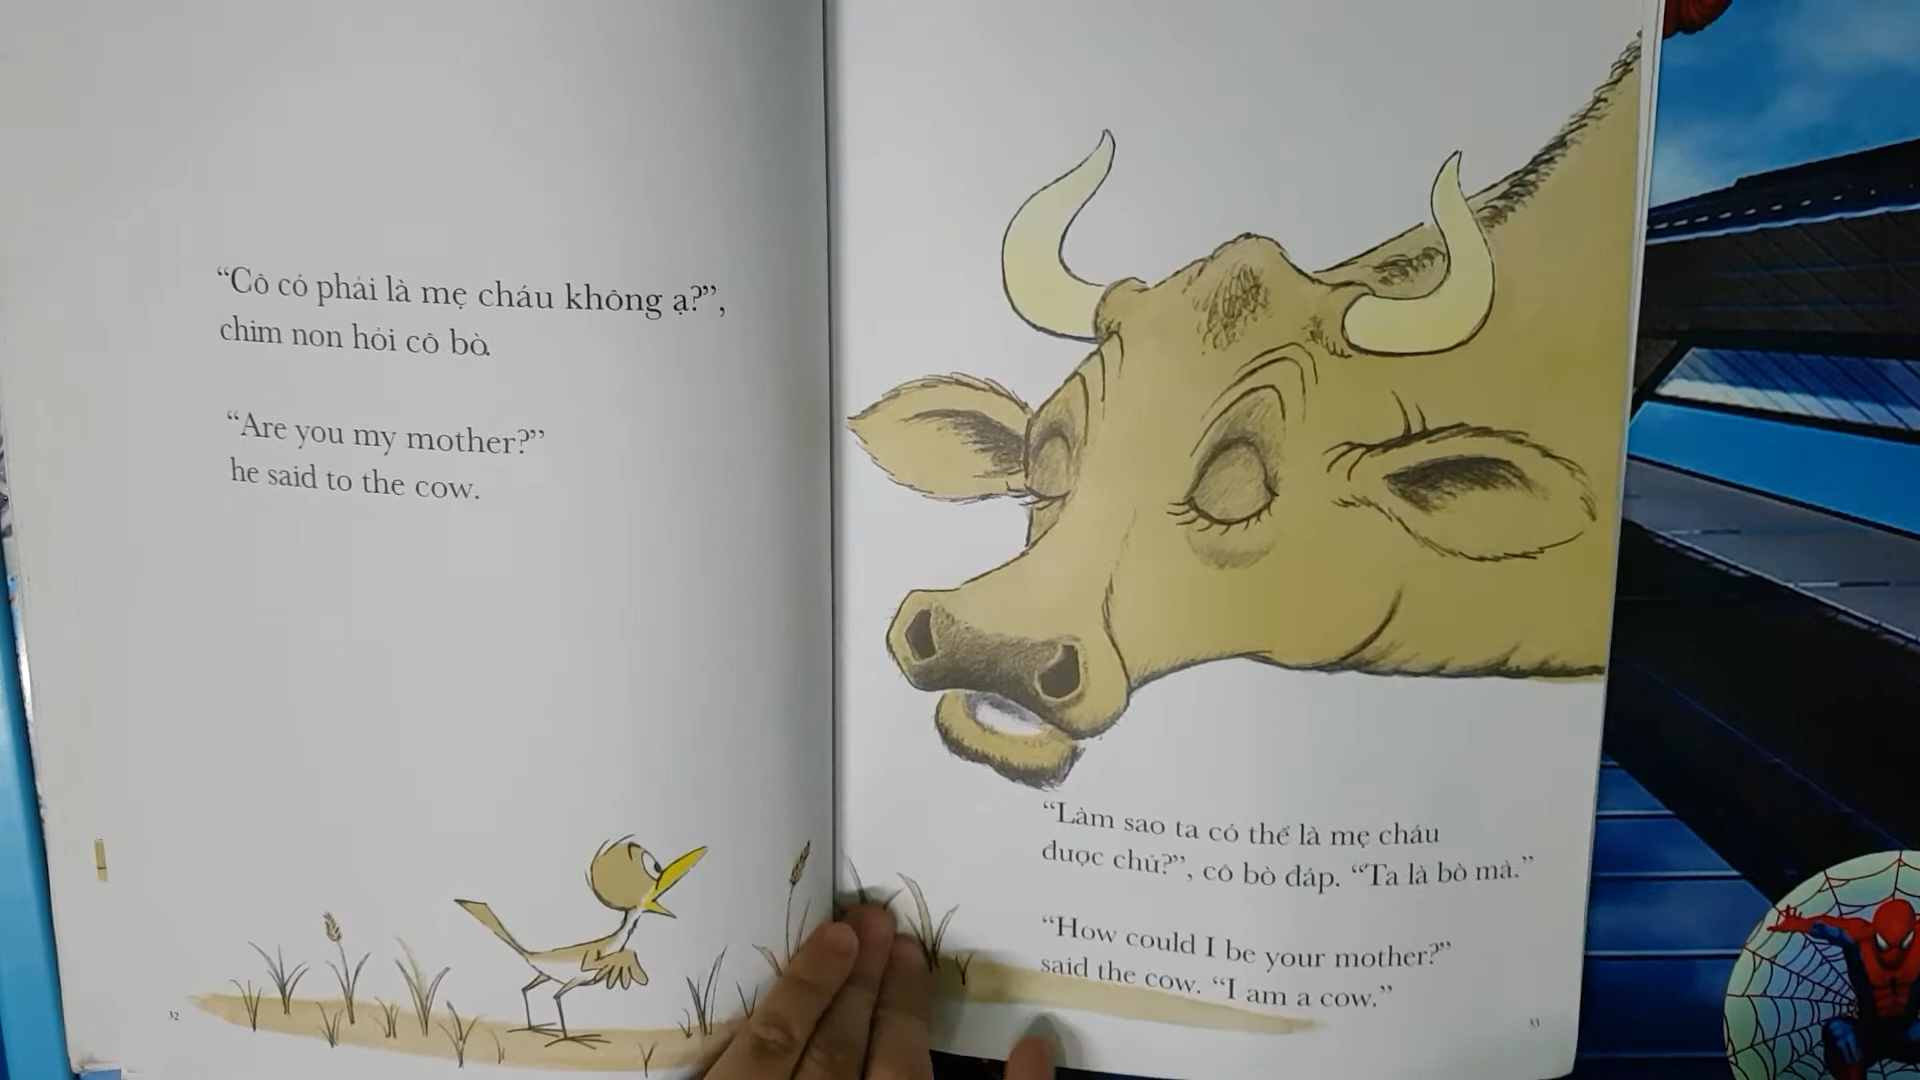 “Cô có phải là mẹ cháu không ạ?”,
chim non hỏi cô bò.
“Are you my mother?”
he said to the cow.
32
“Làm sao ta có thể là mẹ cháu
được chứ?”, cô bò đáp. “Ta là bò mà.”
“How could I be your mother?”
said the cow. “I am a cow.”
33